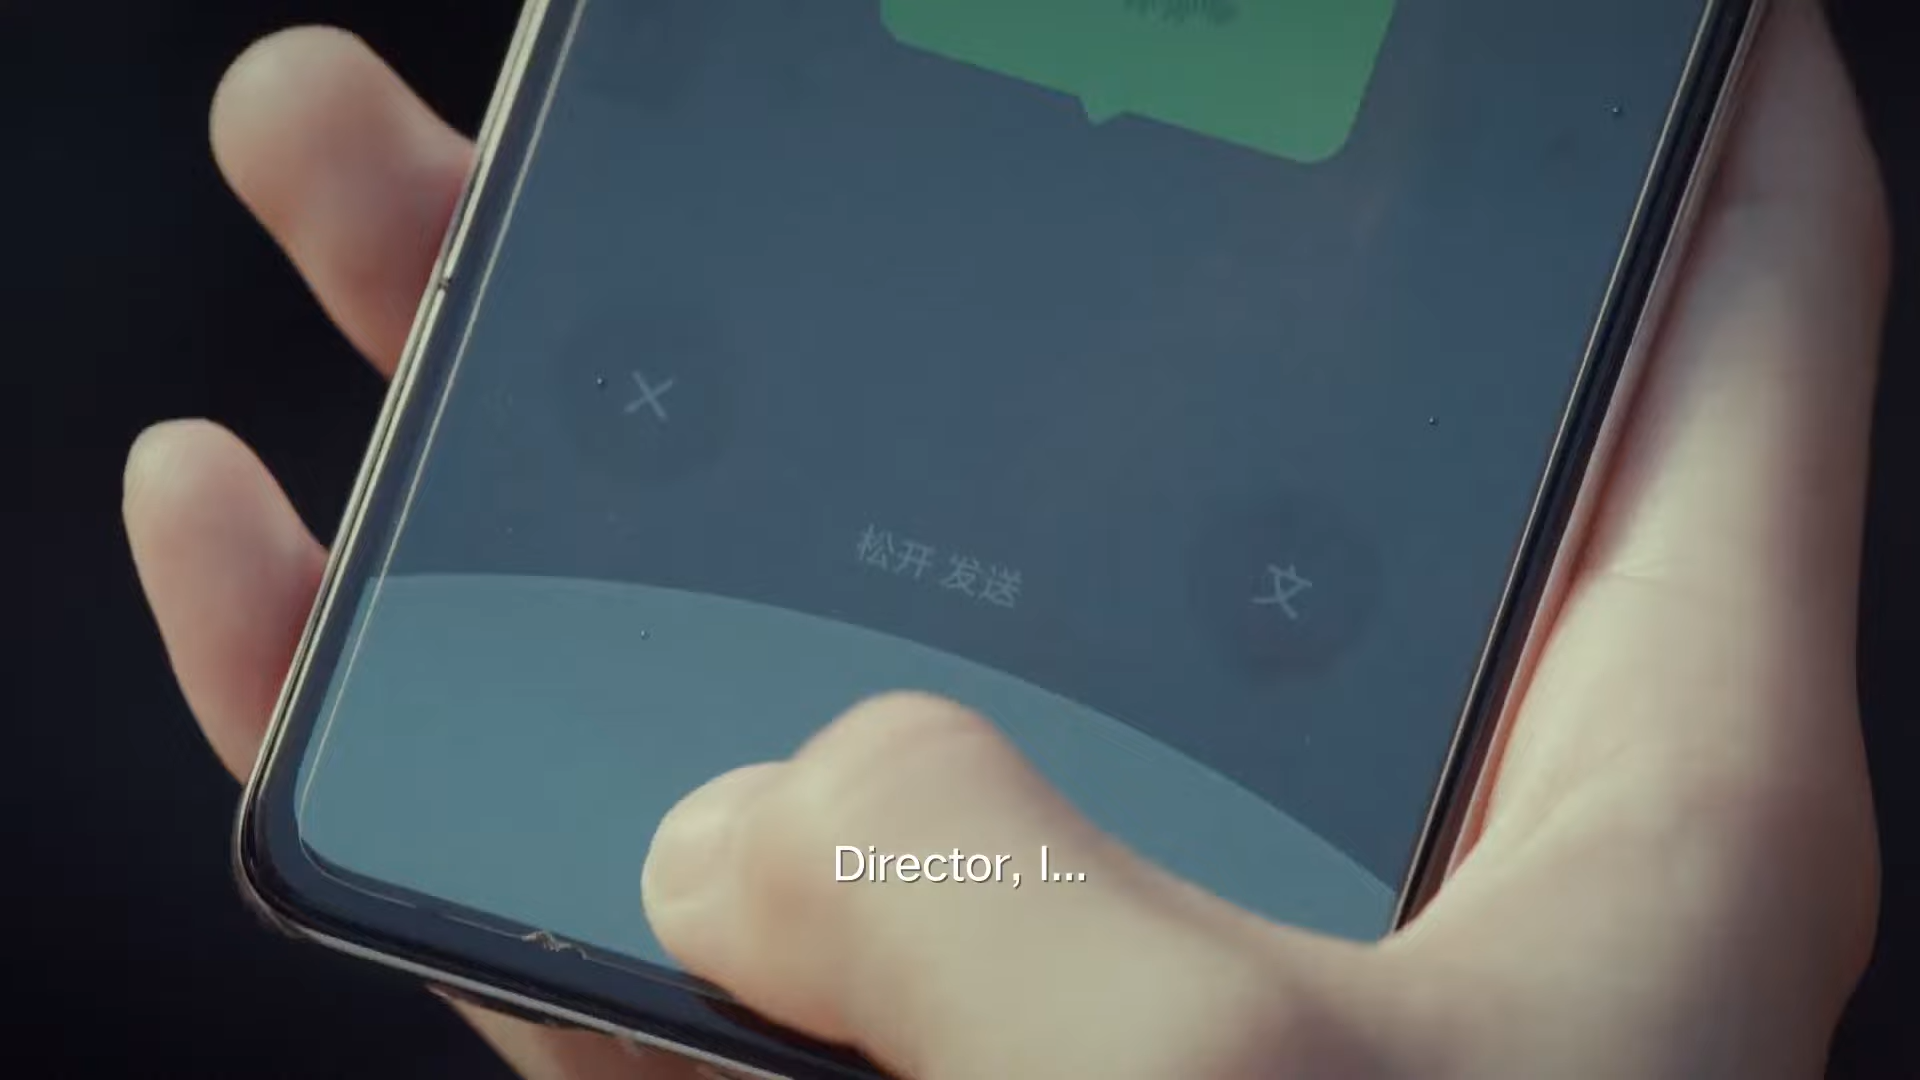 松开 发送
文
Director, I...